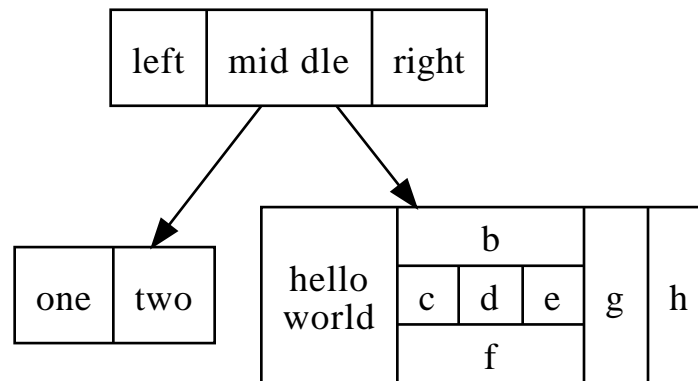 left mid dle right
one two
hello
world
b
c d e
f
g
h